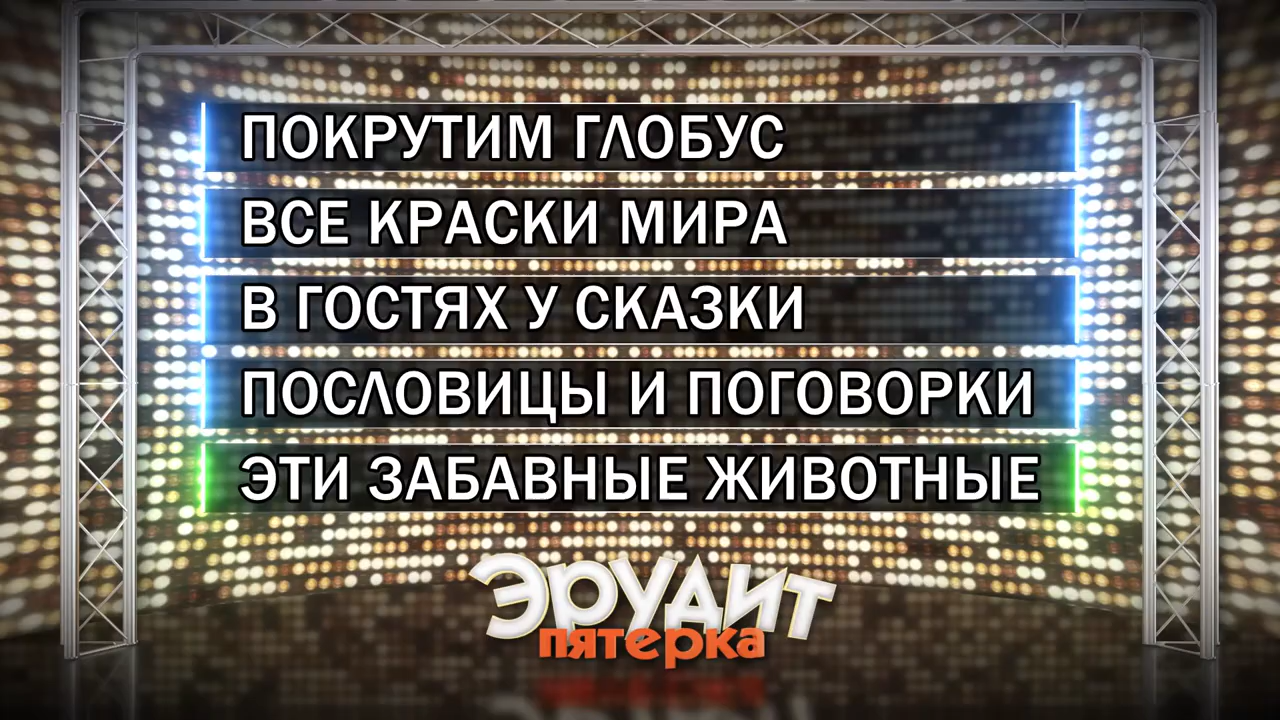 ПОКРУТИМ ГЛОБУС
ВСЕ КРАСКИ МИРА
В ГОСТЯХ У СКАЗКИ
ПОСЛОВИЦЫ И ПОГОВОРКИ
ЭТИ ЗАБАВНЫЕ ЖИВОТНЫЕ
ЭРУДИТ
пятерка